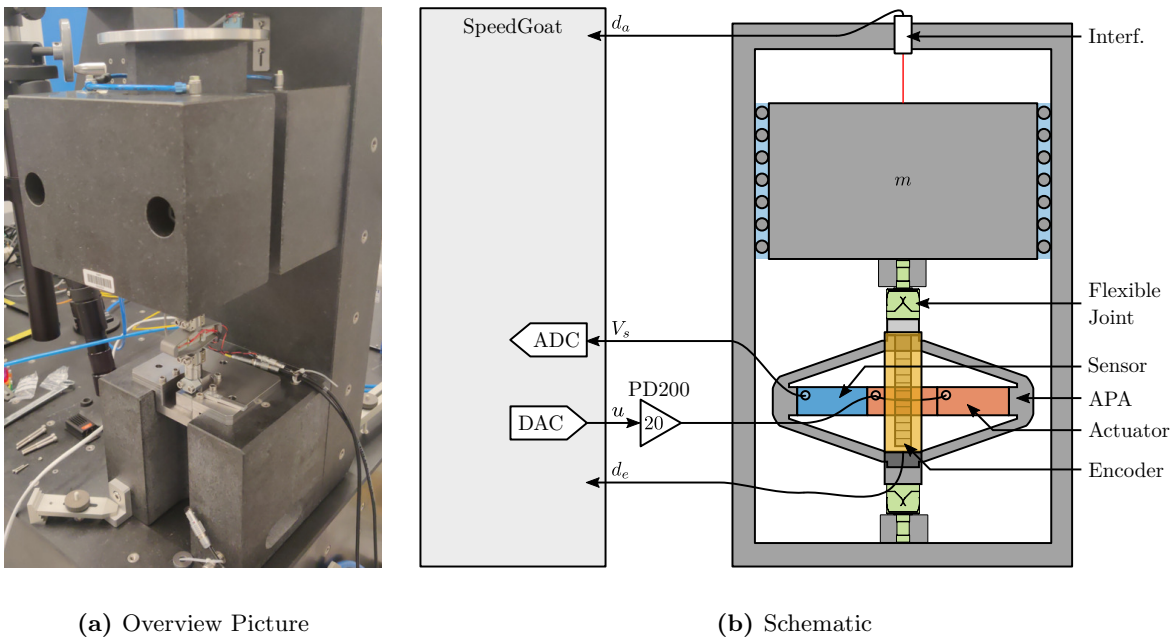 SpeedGoat
d_a
Interf.
m
Flexible
Joint
ADC
V_s
Sensor
PD200
APA
DAC
u
20
Actuator
d_e
Encoder
(a) Overview Picture
(b) Schematic